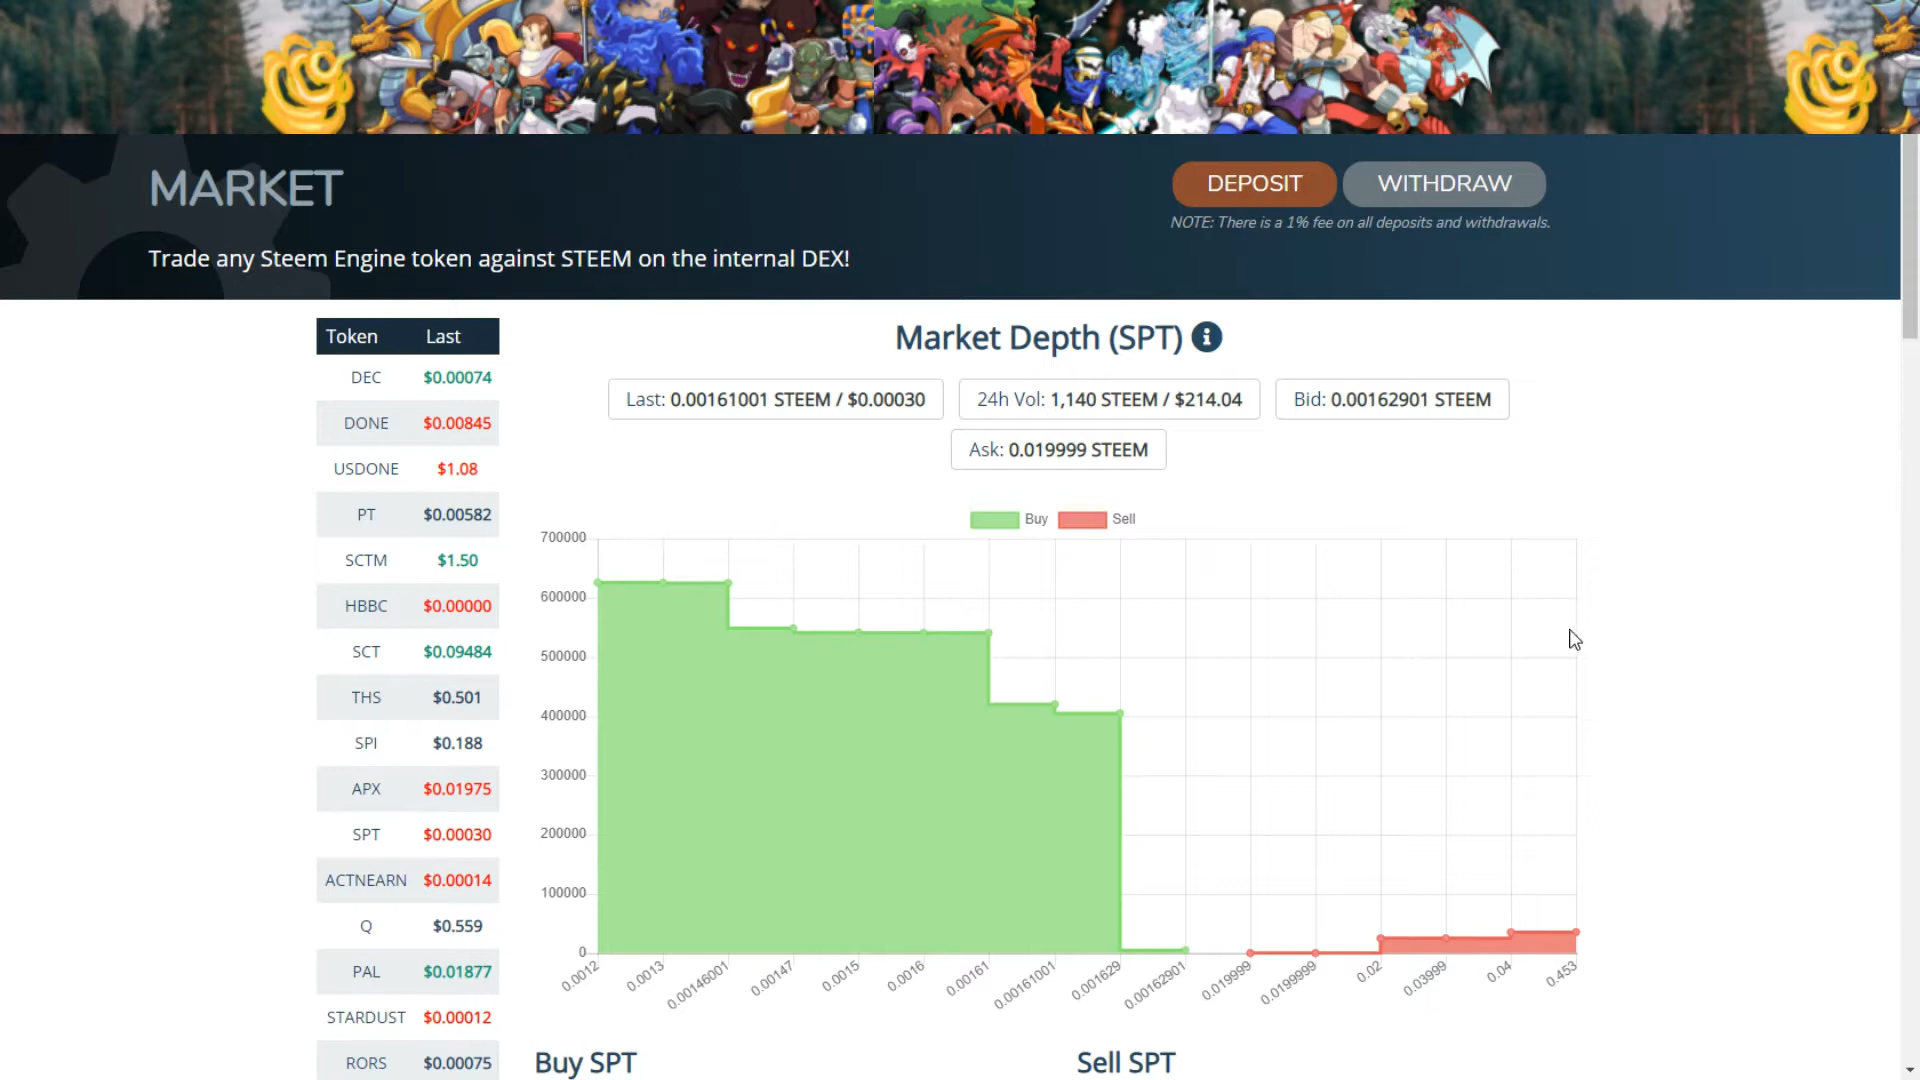 MARKET
DEPOSIT
WITHDRAW
NOTE: There is a 1% fee on all deposits and withdrawals.
Trade any Steem Engine token against STEEM on the internal DEX!
Token Last
DEC $0.00074
DONE $0.00845
USDONE $1.08
PT $0.00582
SCTM $1.50
HBBC $0.00000
SCT $0.09484
THS $0.501
SPI $0.188
APX $0.01975
SPT $0.00030
ACTNEARN $0.00014
Q $0.559
PAL $0.01877
STARDUST $0.00012
RORS $0.00075
Market Depth (SPT)
Last: 0.00161001 STEEM / $0.00030
24h Vol: 1,140 STEEM / $214.04
Bid: 0.00162901 STEEM
Ask: 0.019999 STEEM
Buy Sell
700000
600000
500000
400000
300000
200000
100000
0
0.0012
0.0013
0.00146001
0.00147
0.0015
0.0016
0.00161
0.00161001
0.001629
0.00162901
0.019999
0.0199999
0.02
0.03999
0.04
0.453
Buy SPT
Sell SPT